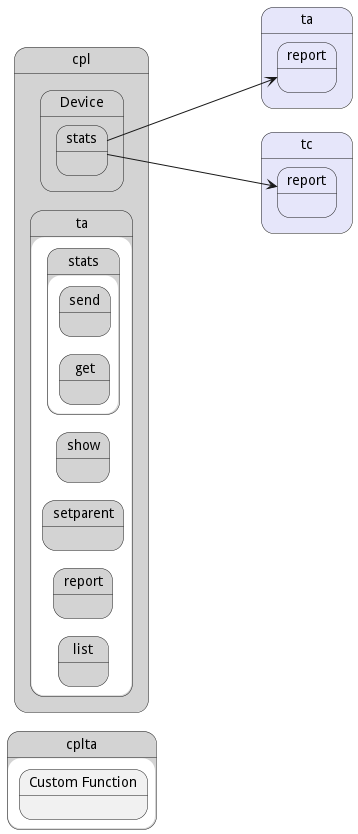 cpl
Device
stats
ta
stats
send
get
show
setparent
report
list
cplta
Custom Function
ta
report
tc
report